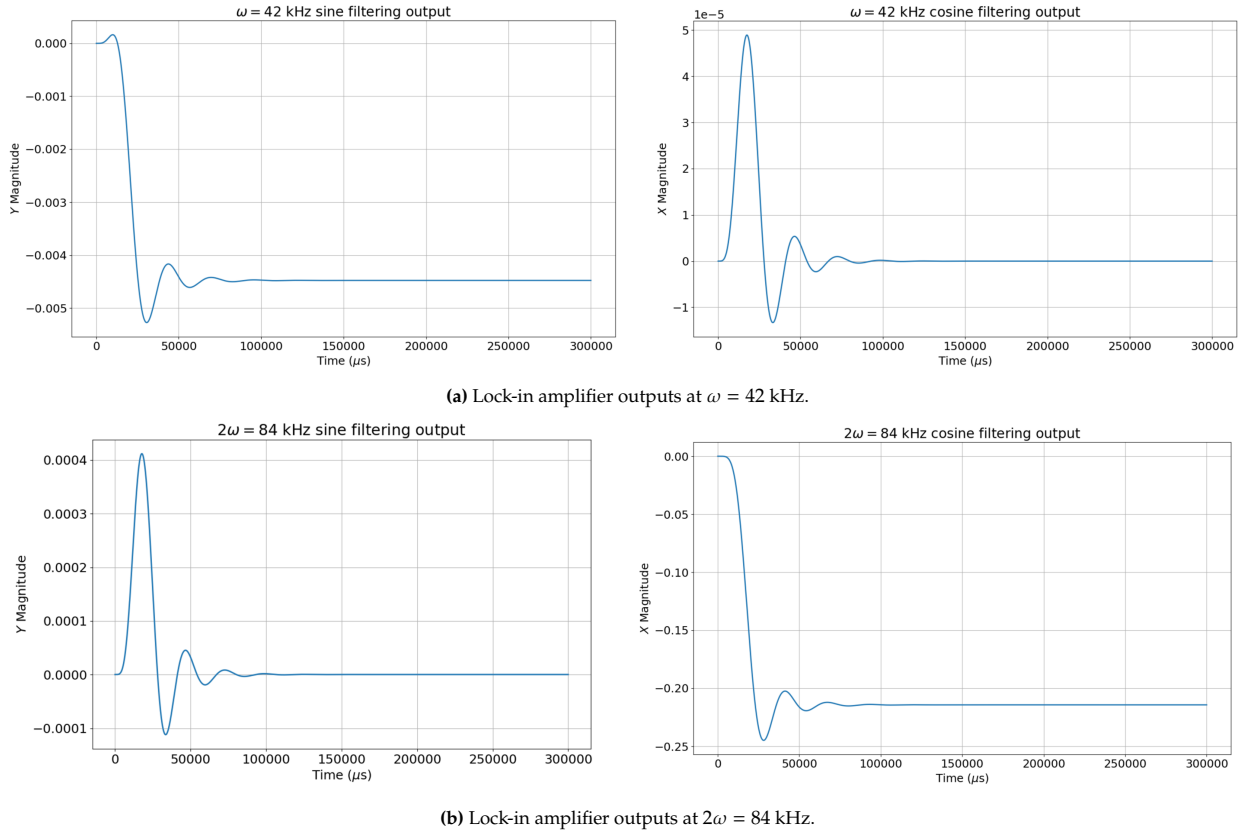 ω = 42 kHz sine filtering output
0.000
−0.001
−0.002
−0.003
−0.004
−0.005
Y Magnitude
0 50000 100000 150000 200000 250000 300000
Time (μs)
ω = 42 kHz cosine filtering output
1e−5
5
4
3
2
1
0
−1
X Magnitude
0 50000 100000 150000 200000 250000 300000
Time (μs)
(a) Lock-in amplifier outputs at ω = 42 kHz.
2ω = 84 kHz sine filtering output
0.0004
0.0003
0.0002
0.0001
0.0000
−0.0001
Y Magnitude
0 50000 100000 150000 200000 250000 300000
Time (μs)
2ω = 84 kHz cosine filtering output
0.00
−0.05
−0.10
−0.15
−0.20
−0.25
X Magnitude
0 50000 100000 150000 200000 250000 300000
Time (μs)
(b) Lock-in amplifier outputs at 2ω = 84 kHz.